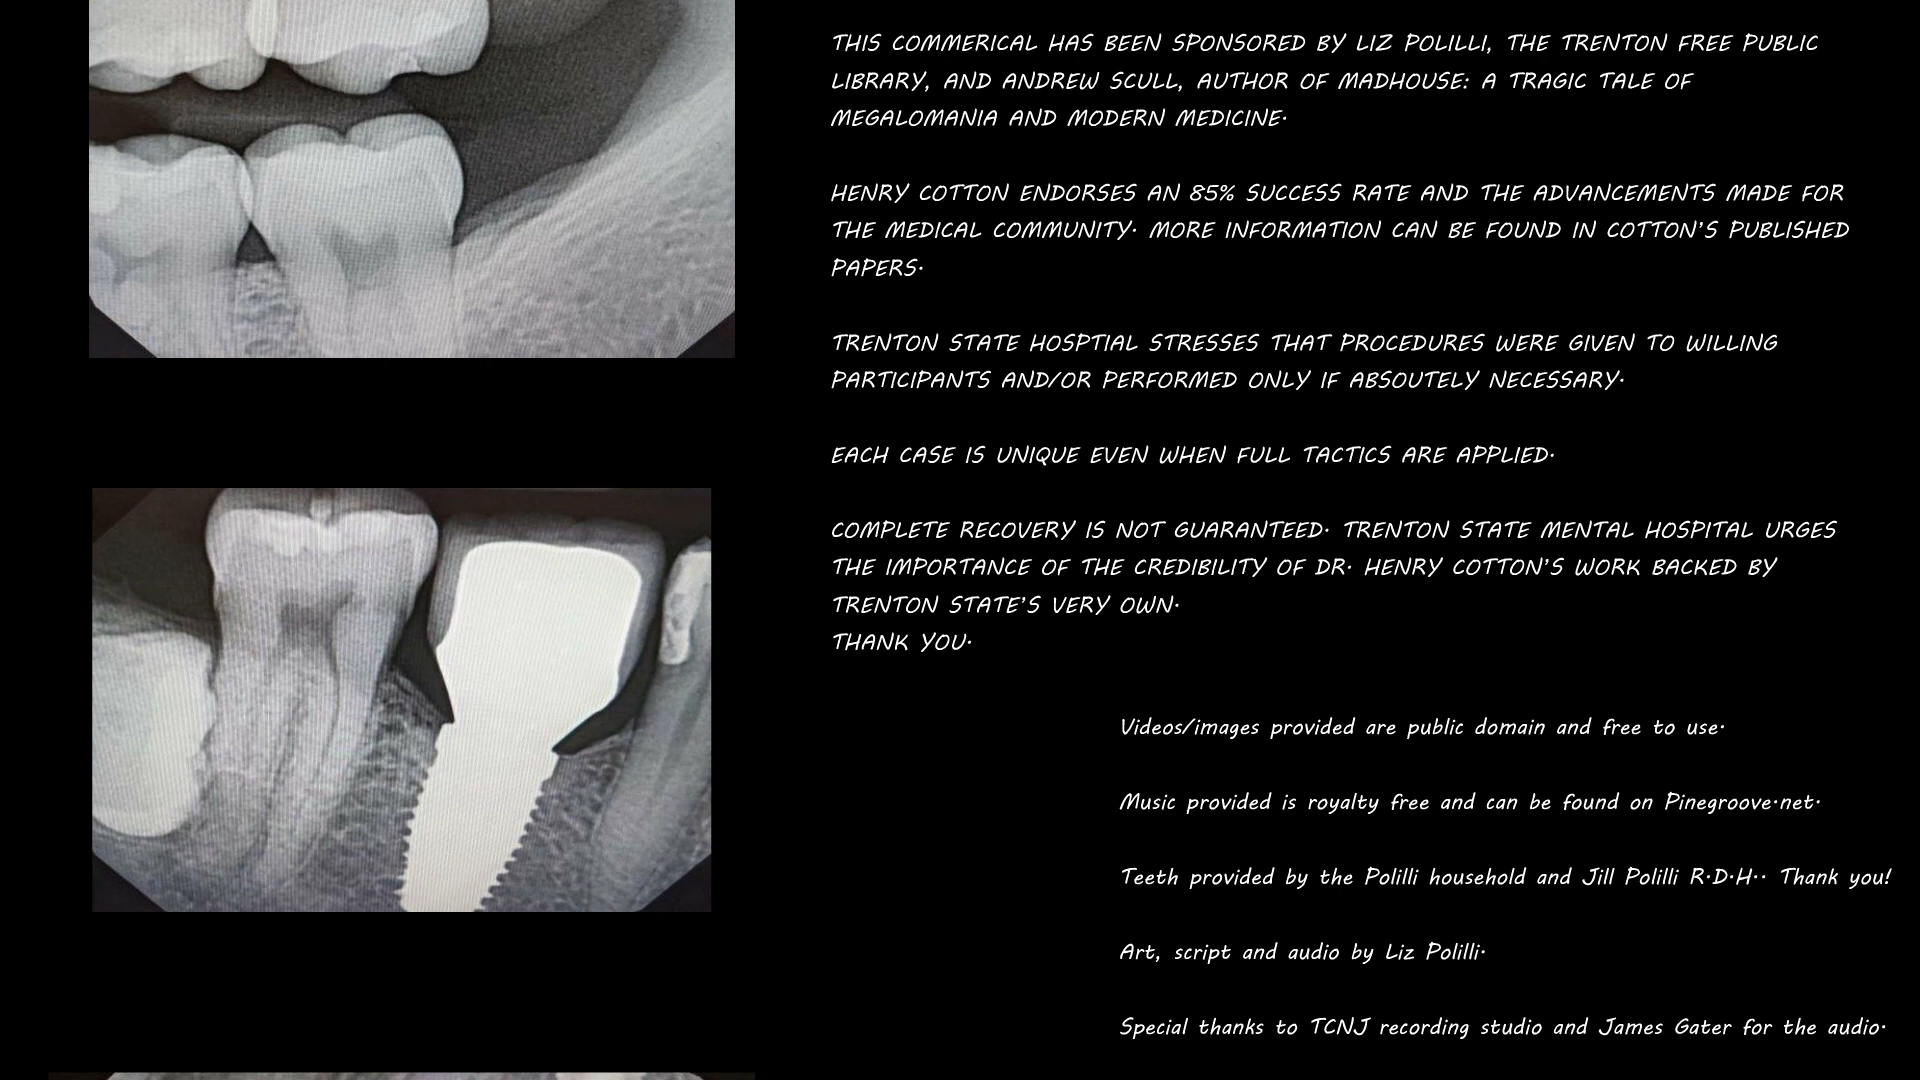 THIS COMMERICAL HAS BEEN SPONSORED BY LIZ POLILLI, THE TRENTON FREE PUBLIC
LIBRARY, AND ANDREW SCULL, AUTHOR OF MADHOUSE: A TRAGIC TALE OF
MEGALOMANIA AND MODERN MEDICINE.
HENRY COTTON ENDORSES AN 85% SUCCESS RATE AND THE ADVANCEMENTS MADE FOR
THE MEDICAL COMMUNITY. MORE INFORMATION CAN BE FOUND IN COTTON'S PUBLISHED
PAPERS.
TRENTON STATE HOSPTIAL STRESSES THAT PROCEDURES WERE GIVEN TO WILLING
PARTICIPANTS AND/OR PERFORMED ONLY IF ABSOUTELY NECESSARY.
EACH CASE IS UNIQUE EVEN WHEN FULL TACTICS ARE APPLIED.
COMPLETE RECOVERY IS NOT GUARANTEED. TRENTON STATE MENTAL HOSPITAL URGES
THE IMPORTANCE OF THE CREDIBILITY OF DR. HENRY COTTON'S WORK BACKED BY
TRENTON STATE'S VERY OWN.
THANK YOU.
Videos/images provided are public domain and free to use.
Music provided is royalty free and can be found on Pinegroove.net.
Teeth provided by the Polilli household and Jill Polilli R.D.H.. Thank you!
Art, script and audio by Liz Polilli.
Special thanks to TCNJ recording studio and James Gater for the audio.